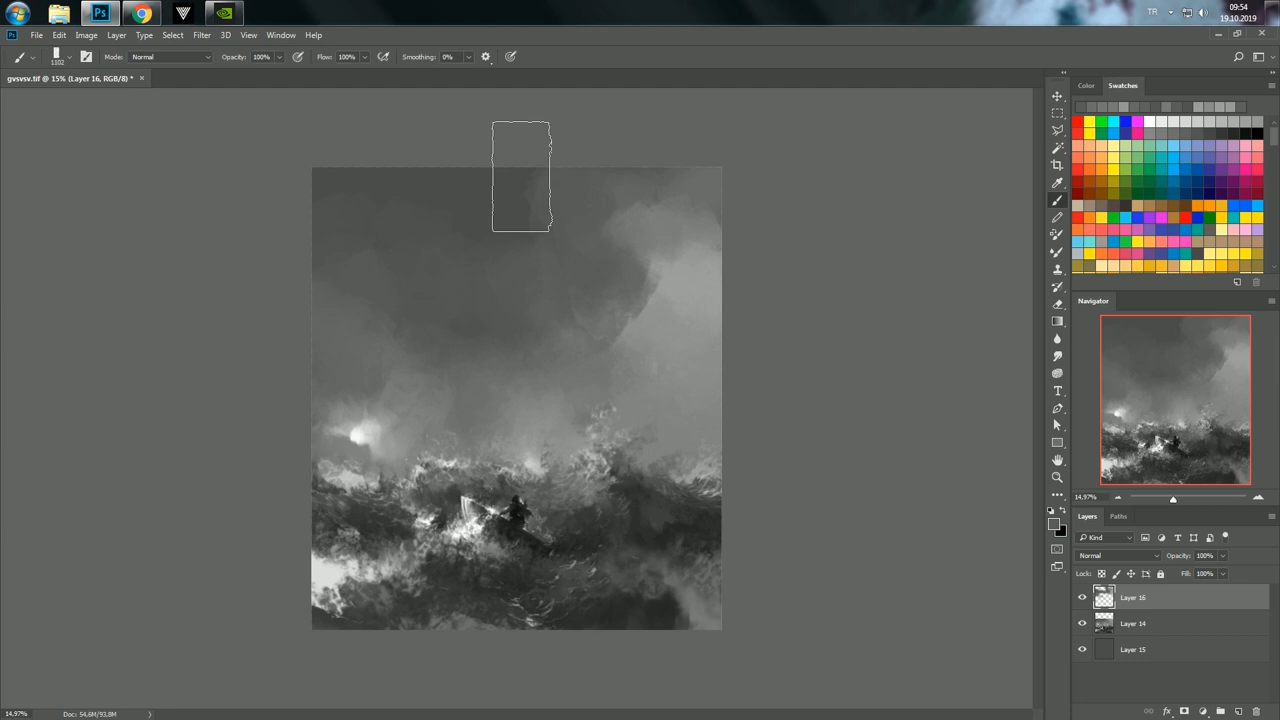 Ps
TR
09:54
19.10.2019
Ps
File Edit Image Layer Type Select Filter 3D View Window Help
1102
Mode: Normal Opacity: 100% Flow: 100% Smoothing: 0%
gvsvsv.tif @ 15% (Layer 16, RGB/8) *
Color Swatches
Navigator
14,97%
Layers Paths
Kind
Normal Opacity: 100%
Lock: Fill: 100%
Layer 16
Layer 14
Layer 15
14,97% Doc: 54,6M/93,8M